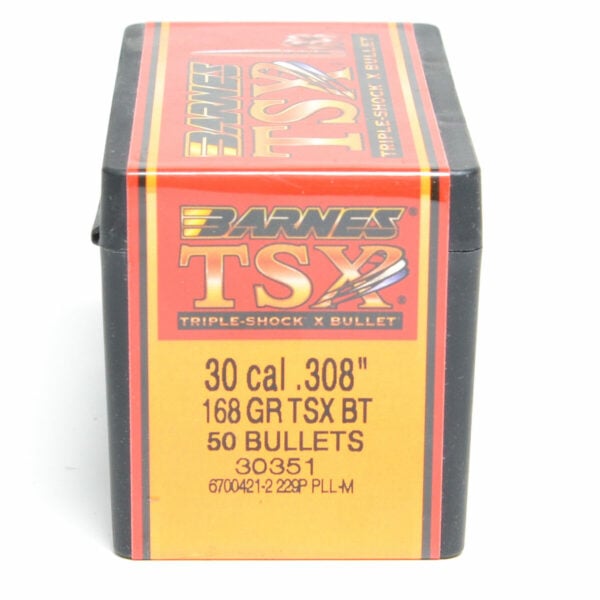 BARNES
TSX
TRIPLE-SHOCK X BULLET
BARNES®
TSX®
TRIPLE-SHOCK X BULLET
30 cal .308"
168 GR TSX BT
50 BULLETS
30351
6700421-2 229P PLL-M